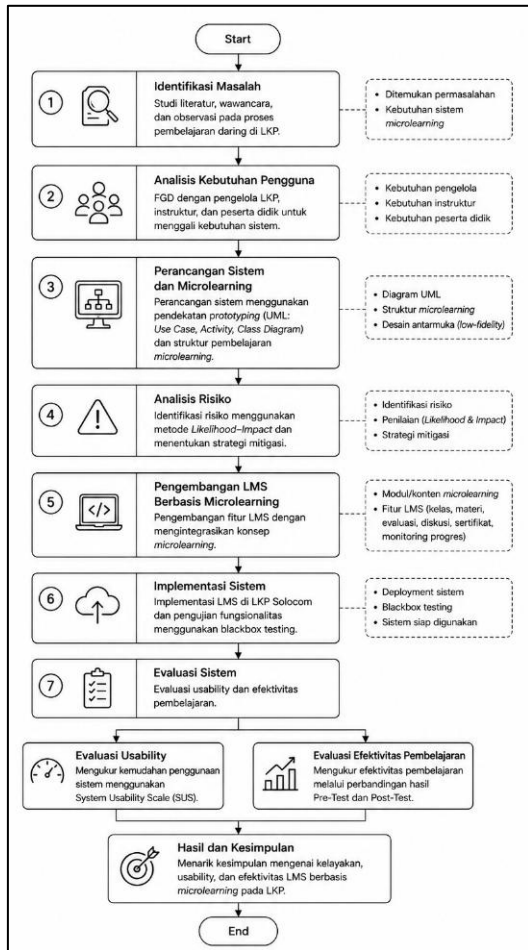 Start
1
Identifikasi Masalah
Studi literatur, wawancara,
dan observasi pada proses
pembelajaran daring di LKP.
• Ditemukan permasalahan
• Kebutuhan sistem
microlearning
2
Analisis Kebutuhan Pengguna
FGD dengan pengelola LKP,
instruktur, dan peserta didik untuk
menggali kebutuhan sistem.
• Kebutuhan pengelola
• Kebutuhan instruktur
• Kebutuhan peserta didik
3
Perancangan Sistem
dan Microlearning
Perancangan sistem menggunakan
pendekatan prototyping (UML:
Use Case, Activity, Class Diagram)
dan struktur pembelajaran
microlearning.
• Diagram UML
• Struktur microlearning
• Desain antarmuka (low-fidelity)
4
Analisis Risiko
Identifikasi risiko menggunakan
metode Likelihood–Impact dan
menentukan strategi mitigasi.
• Identifikasi risiko
• Penilaian (Likelihood & Impact)
• Strategi mitigasi
5
Pengembangan LMS
Berbasis Microlearning
Pengembangan fitur LMS dengan
mengintegrasikan konsep
microlearning.
• Modul/konten microlearning
• Fitur LMS (kelas, materi,
evaluasi, diskusi, sertifikat,
monitoring progres)
6
Implementasi Sistem
Implementasi LMS di LKP Solocom
dan pengujian fungsionalitas
menggunakan blackbox testing.
• Deployment sistem
• Blackbox testing
• Sistem siap digunakan
7
Evaluasi Sistem
Evaluasi usability dan efektivitas
pembelajaran.
Evaluasi Usability
Mengukur kemudahan penggunaan
sistem menggunakan
System Usability Scale (SUS).
Evaluasi Efektivitas Pembelajaran
Mengukur efektivitas pembelajaran
melalui perbandingan hasil
Pre-Test dan Post-Test.
Hasil dan Kesimpulan
Menarik kesimpulan mengenai kelayakan,
usability, dan efektivitas LMS berbasis
microlearning pada LKP.
End